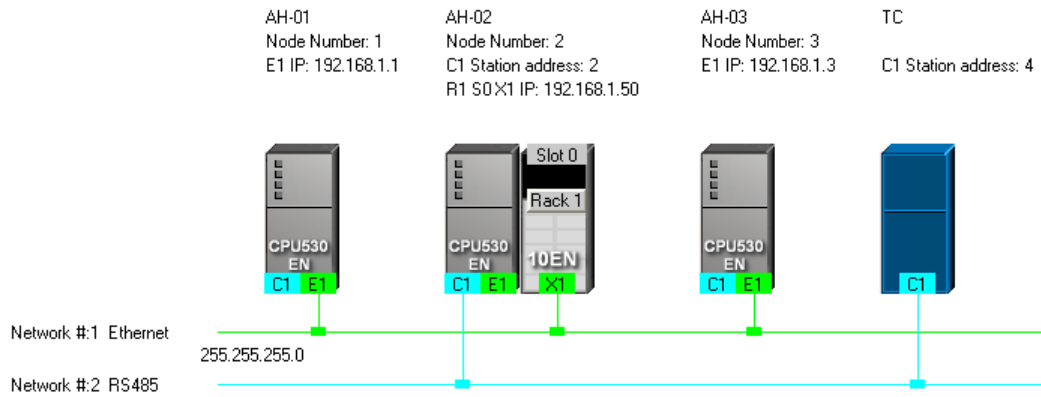 AH-01
Node Number: 1
E1 IP: 192.168.1.1
AH-02
Node Number: 2
C1 Station address: 2
R1 S0 X1 IP: 192.168.1.50
AH-03
Node Number: 3
E1 IP: 192.168.1.3
TC
C1 Station address: 4
CPU530
EN
C1 E1
CPU530
EN
C1 E1
Slot 0
Rack 1
10EN
X1
CPU530
EN
C1 E1
C1
Network #:1 Ethernet
255.255.255.0
Network #:2 RS485